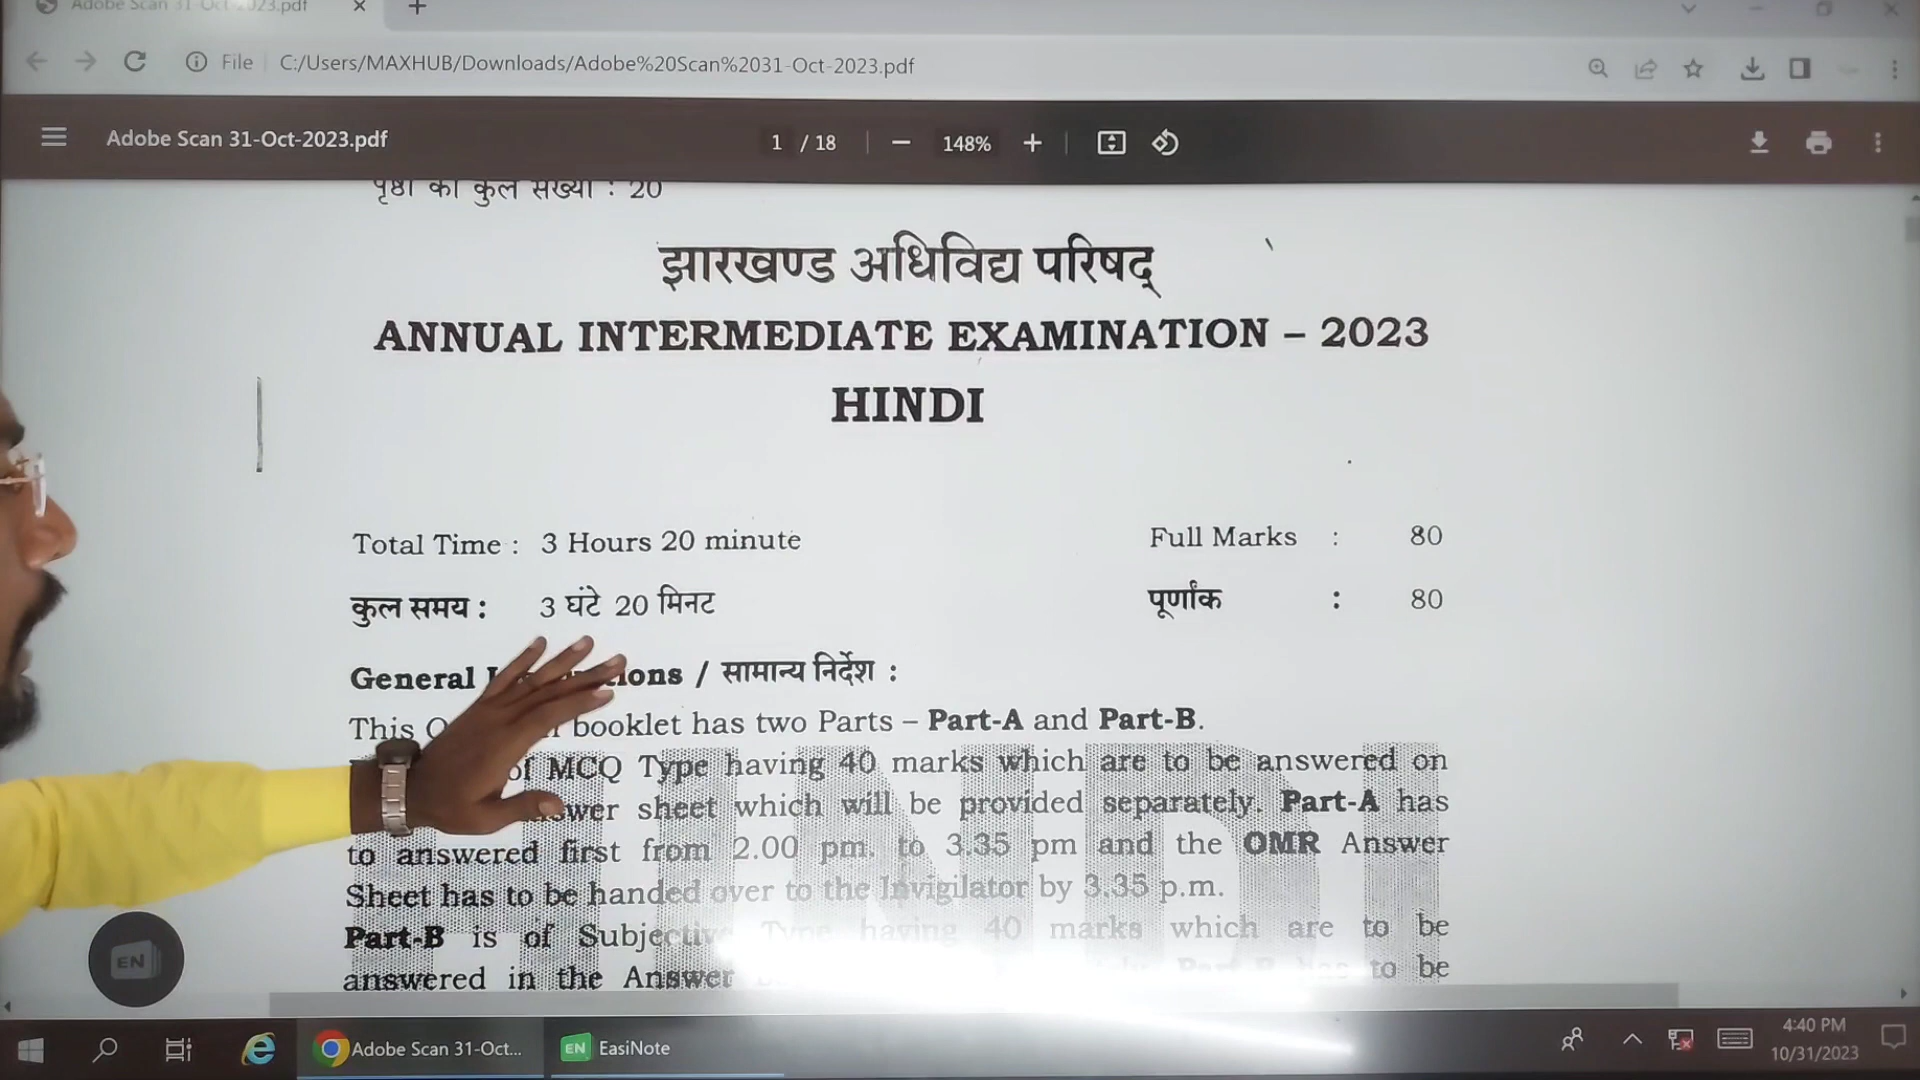 Adobe Scan 31-Oct-2023.pdf
File C:/Users/MAXHUB/Downloads/Adobe%20Scan%2031-Oct-2023.pdf
Adobe Scan 31-Oct-2023.pdf 1 / 18 148%
पृष्ठों की कुल संख्या : 20
झारखण्ड अधिविद्य परिषद्
ANNUAL INTERMEDIATE EXAMINATION – 2023
HINDI
Total Time : 3 Hours 20 minute Full Marks : 80
कुल समय : 3 घंटे 20 मिनट पूर्णांक : 80
General / सामान्य निर्देश :
This booklet has two Parts – Part-A and Part-B.
of MCQ Type having 40 marks which are to be answered on
sheet which will be provided separately. Part-A has
to answered first from 2.00 pm. to 3.35 pm and the OMR Answer
Sheet has to be handed over to the Invigilator by 3.35 p.m.
Part-B is of Subjective Type having 40 marks which are to be
answered in the Answer to be
EN
Adobe Scan 31-Oct... EN EasiNote
4:40 PM
10/31/2023